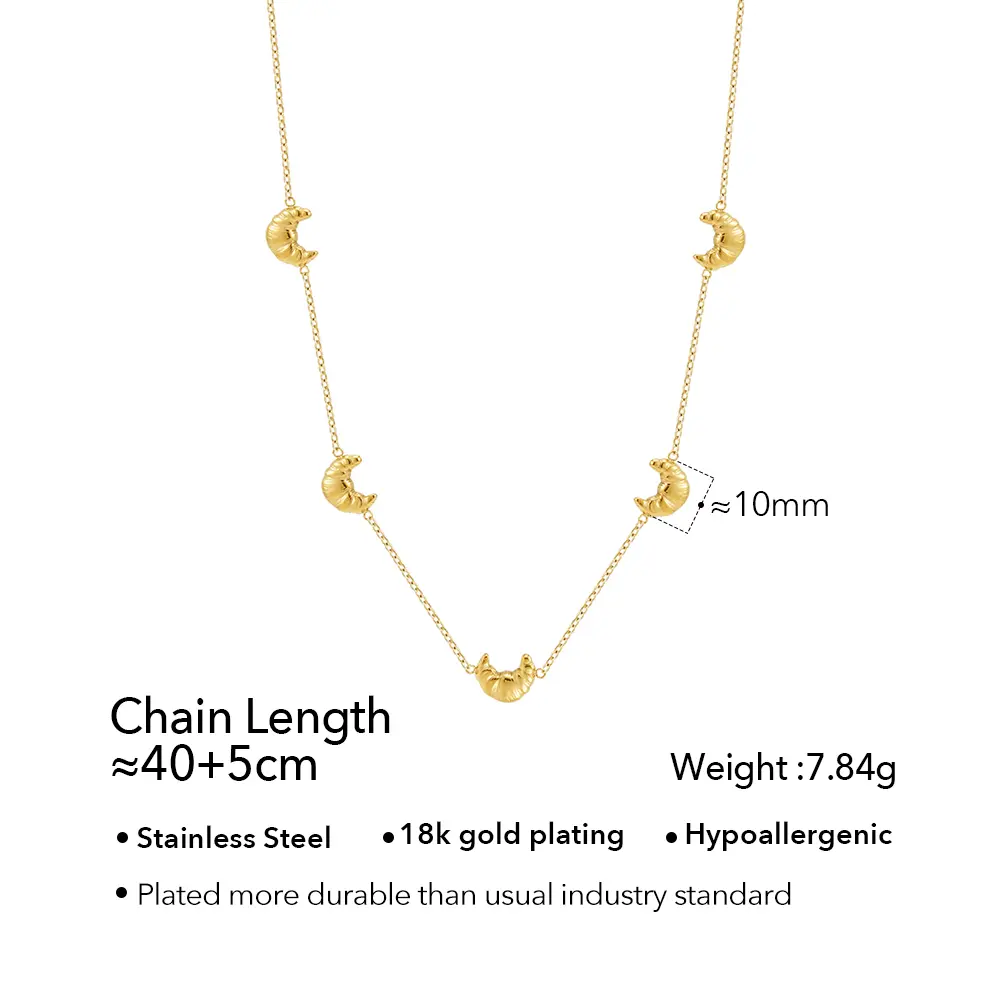 ≈10mm
Chain Length
≈40+5cm
Weight :7.84g
• Stainless Steel
• 18k gold plating
• Hypoallergenic
• Plated more durable than usual industry standard